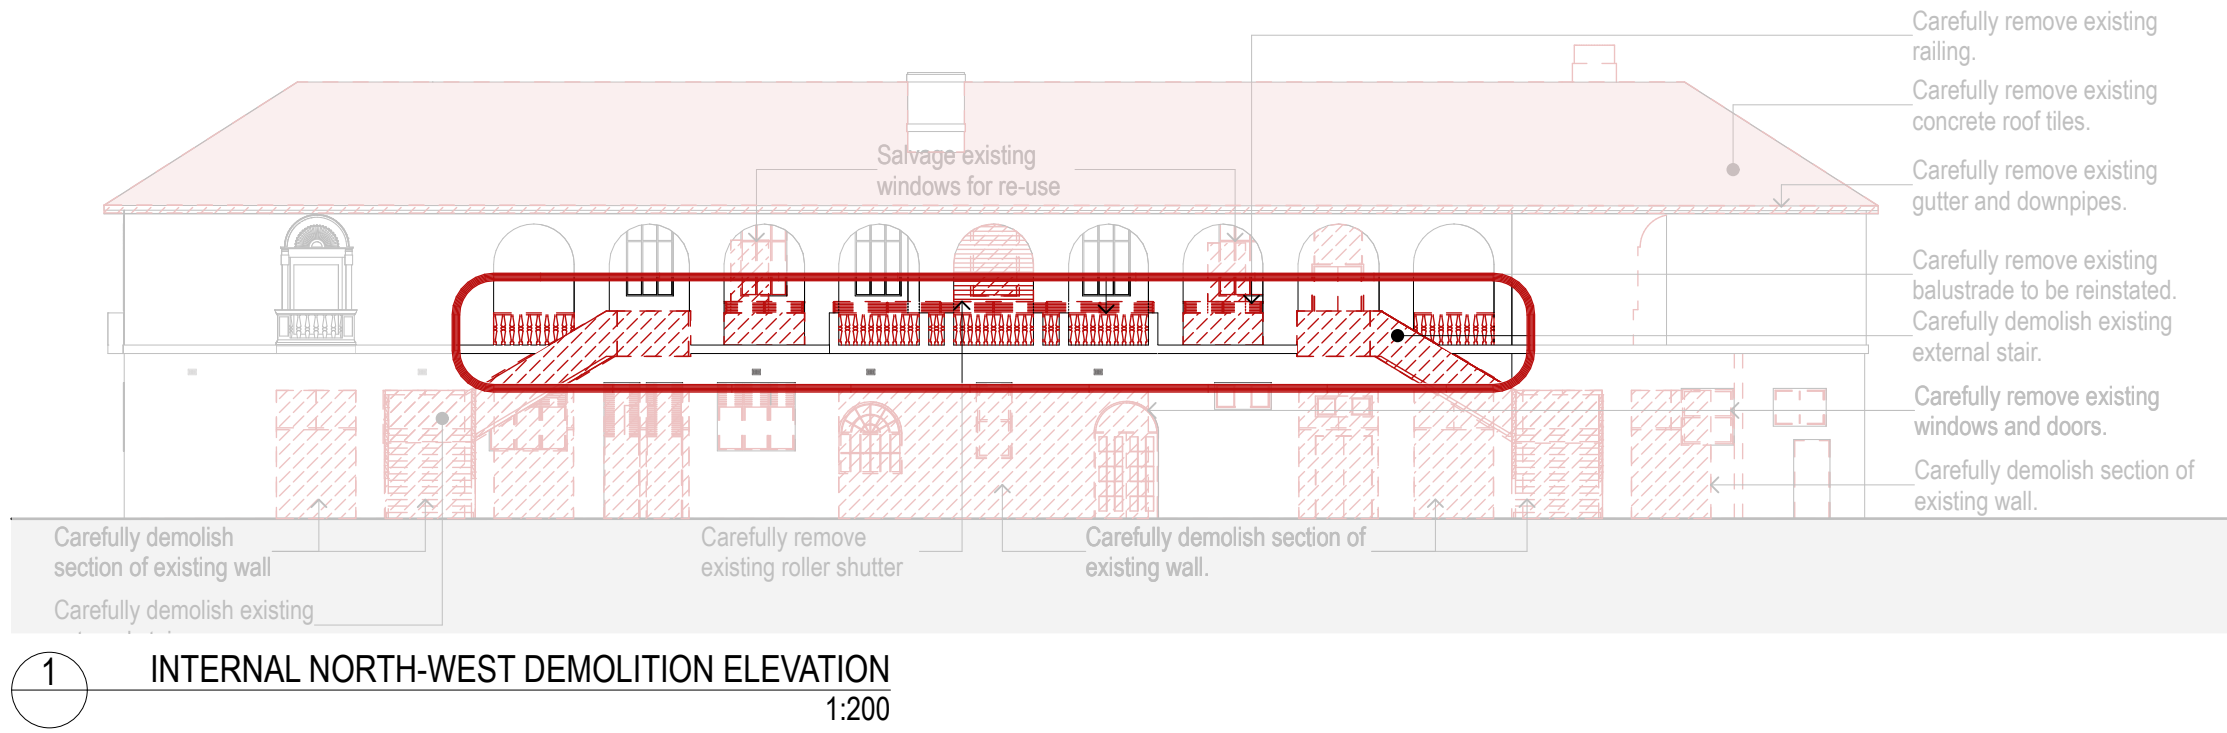 Carefully remove existing
railing.
Carefully remove existing
concrete roof tiles.
Salvage existing
windows for re-use
Carefully remove existing
gutter and downpipes.
Carefully remove existing
balustrade to be reinstated.
Carefully demolish existing
external stair.
Carefully remove existing
windows and doors.
Carefully demolish section of
existing wall.
Carefully demolish
section of existing wall
Carefully remove
existing roller shutter
Carefully demolish section of
existing wall.
Carefully demolish existing
1
INTERNAL NORTH-WEST DEMOLITION ELEVATION
1:200